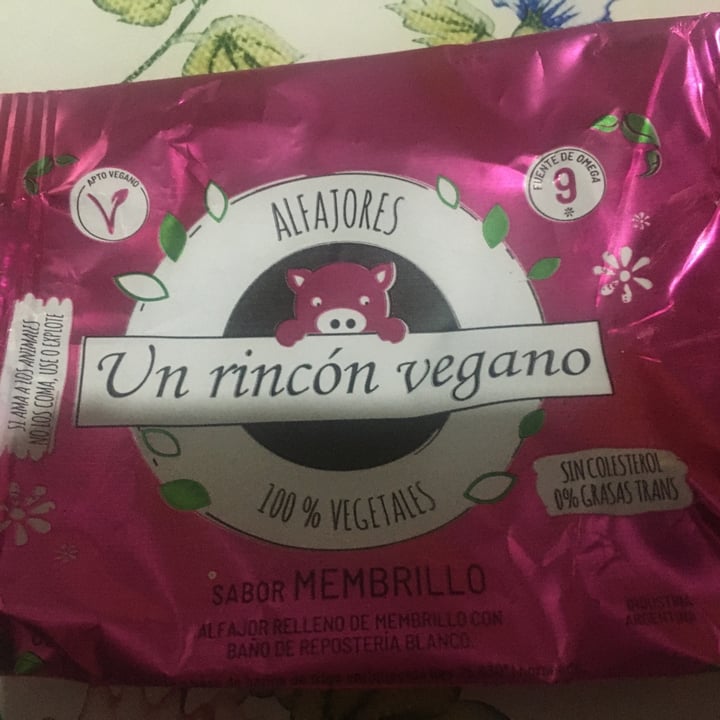 APTO VEGANO
V
FUENTE DE OMEGA
9
*
ALFAJORES
Un rincón vegano
SI AMA A LOS ANIMALES
NO LOS COMA, USE O EXPLOTE
100 % VEGETALES
SIN COLESTEROL
0% GRASAS TRANS
SABOR MEMBRILLO
ALFAJOR RELLENO DE MEMBRILLO CON
BAÑO DE REPOSTERÍA BLANCO.
INDUSTRIA
ARGENTINA